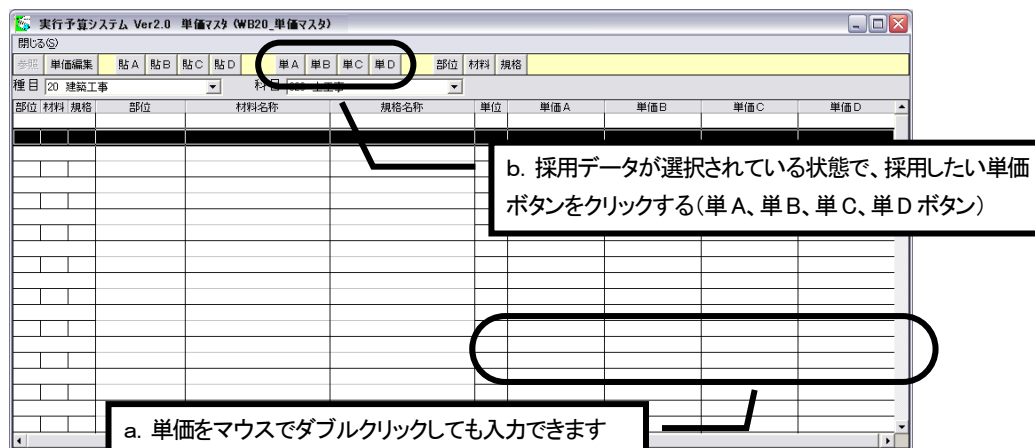 実行予算システム Ver2.0 単価マスタ (WB20_単価マスタ)
閉じる(S)
参照 単価編集 貼A 貼B 貼C 貼D 単A 単B 単C 単D 部位 材料 規格
種目 20 建築工事
部位 材料 規格 部位 材料名称 規格名称 単位 単価A 単価B 単価C 単価D
b. 採用データが選択されている状態で、採用したい単価
ボタンをクリックする(単A、単B、単C、単Dボタン)
a. 単価をマウスでダブルクリックしても入力できます